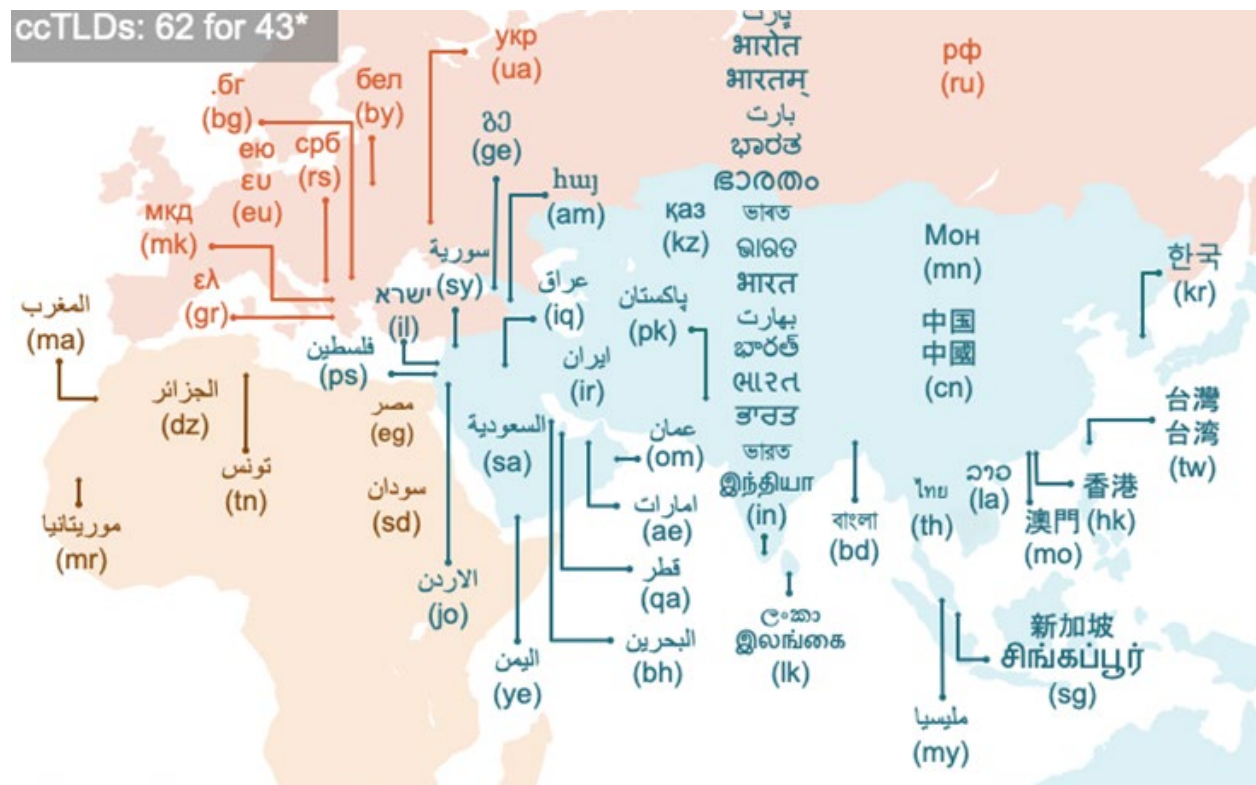 ccTLDs: 62 for 43*
укр
(ua)
.бг
(bg)
бел
(by)
ею
ευ
(eu)
срб
(rs)
мкд
(mk)
ελ
(gr)
рф
(ru)
გე
(ge)
հայ
(am)
қаз
(kz)
Мон
(mn)
한국
(kr)
سورية
(sy)
ישרא
(il)
عراق
(iq)
پاکستان
(pk)
中国
中國
(cn)
المغرب
(ma)
فلسطين
(ps)
ایران
(ir)
الجزائر
(dz)
مصر
(eg)
السعودية
(sa)
عمان
(om)
台灣
台湾
(tw)
تونس
(tn)
سودان
(sd)
امارات
(ae)
موريتانيا
(mr)
الاردن
(jo)
قطر
(qa)
اليمن
(ye)
البحرين
(bh)
بارت
भारोत
भारतम्
بارت
ಭಾರತ
ഭാരതം
ভাৰত
ଭାରତ
भारत
بھارت
భారత్
ભારત
ਭਾਰਤ
ভারত
இந்தியா
(in)
বাংলা
(bd)
ไทย
(th)
ລາວ
(la)
香港
(hk)
澳門
(mo)
ලංකා
இலங்கை
(lk)
新加坡
சிங்கப்பூர்
(sg)
مليسيا
(my)